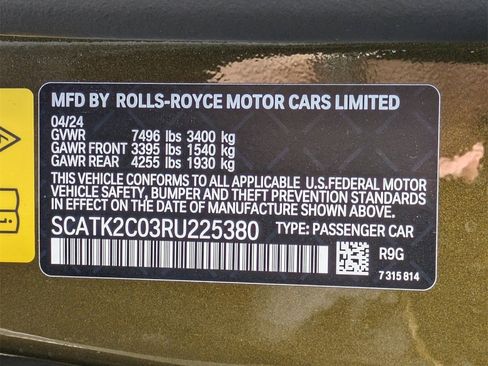 MFD BY ROLLS-ROYCE MOTOR CARS LIMITED
04/24
GVWR 7496 lbs 3400 kg
GAWR FRONT 3395 lbs 1540 kg
GAWR REAR 4255 lbs 1930 kg
THIS VEHICLE CONFORMS TO ALL APPLICABLE U.S.FEDERAL MOTOR
VEHICLE SAFETY, BUMPER AND THEFT PREVENTION STANDARDS
IN EFFECT ON THE DATE OF MANUFACTURE SHOWN ABOVE.
SCATK2C03RU225380 TYPE: PASSENGER CAR
R9G
7 315 814